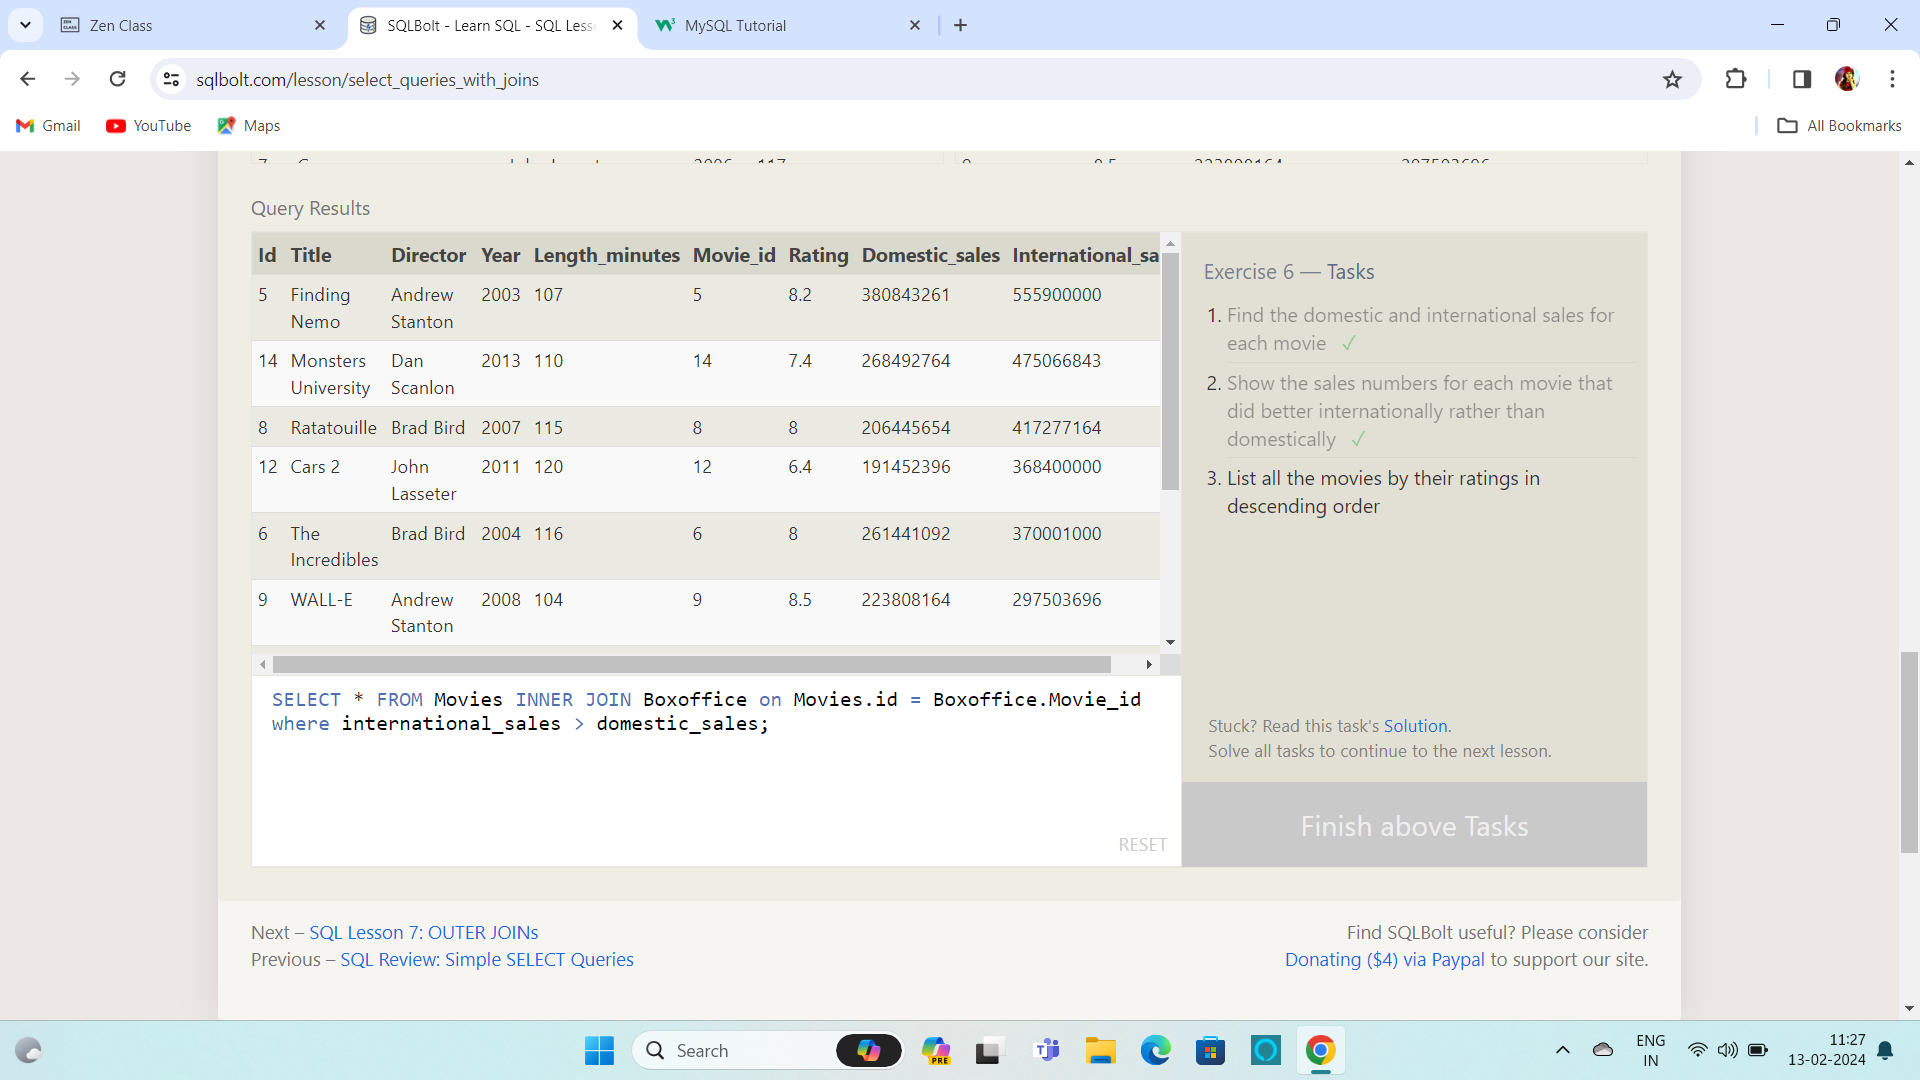 Zen Class
SQLBolt - Learn SQL - SQL Less
MySQL Tutorial
sqlbolt.com/lesson/select_queries_with_joins
Gmail YouTube Maps All Bookmarks
Query Results
Id Title Director Year Length_minutes Movie_id Rating Domestic_sales International_sa
5 Finding Nemo Andrew Stanton 2003 107 5 8.2 380843261 555900000
14 Monsters University Dan Scanlon 2013 110 14 7.4 268492764 475066843
8 Ratatouille Brad Bird 2007 115 8 8 206445654 417277164
12 Cars 2 John Lasseter 2011 120 12 6.4 191452396 368400000
6 The Incredibles Brad Bird 2004 116 6 8 261441092 370001000
9 WALL-E Andrew Stanton 2008 104 9 8.5 223808164 297503696
SELECT * FROM Movies INNER JOIN Boxoffice on Movies.id = Boxoffice.Movie_id
where international_sales > domestic_sales;
RESET
Exercise 6 — Tasks
1. Find the domestic and international sales for
each movie ✓
2. Show the sales numbers for each movie that
did better internationally rather than
domestically ✓
3. List all the movies by their ratings in
descending order
Stuck? Read this task's Solution.
Solve all tasks to continue to the next lesson.
Finish above Tasks
Next – SQL Lesson 7: OUTER JOINs
Previous – SQL Review: Simple SELECT Queries
Find SQLBolt useful? Please consider
Donating ($4) via Paypal to support our site.
Search
PRE
ENG
IN
11:27
13-02-2024